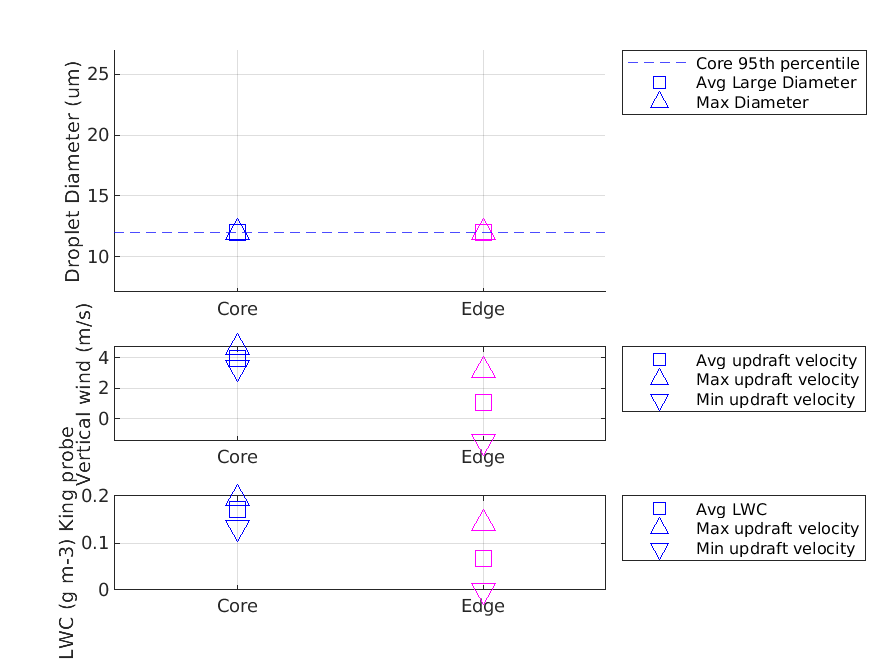 Droplet Diameter (um)
25
20
15
10
Core
Edge
Core 95th percentile
Avg Large Diameter
Max Diameter
Vertical wind (m/s)
4
2
0
Core
Edge
Avg updraft velocity
Max updraft velocity
Min updraft velocity
LWC (g m-3) King probe
0.2
0.1
0
Core
Edge
Avg LWC
Max updraft velocity
Min updraft velocity